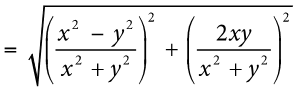 = √((x² − y²)/(x² + y²))² + (2xy/(x² + y²))²